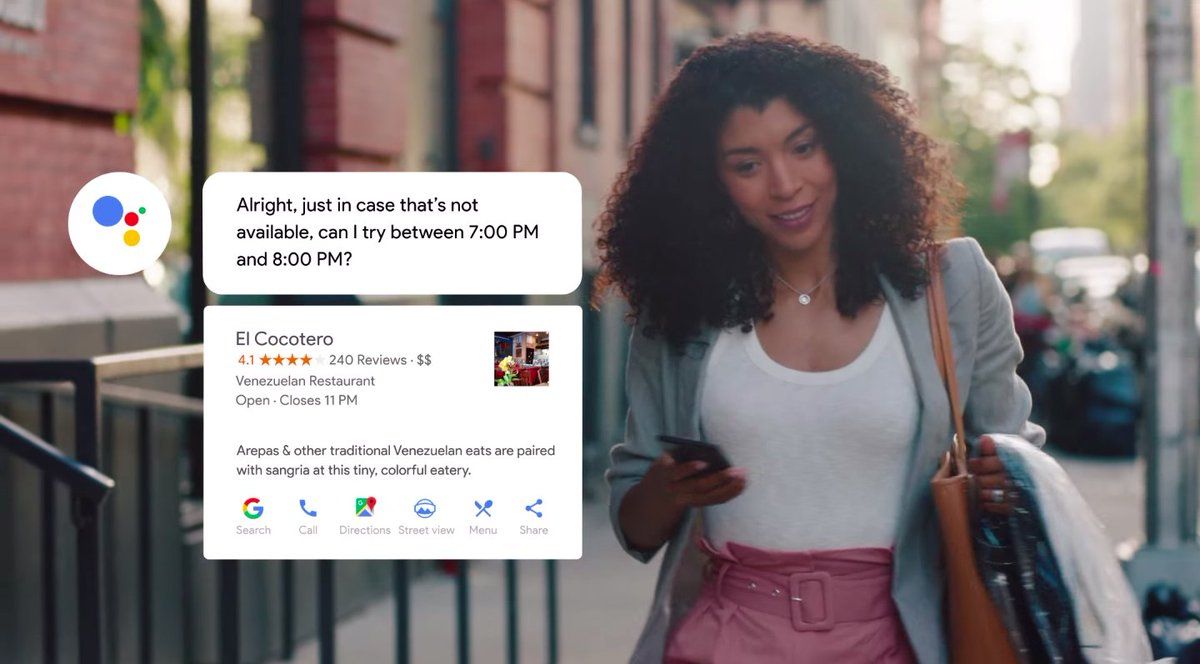 Alright, just in case that’s not
available, can I try between 7:00 PM
and 8:00 PM?
El Cocotero
4.1 ★★★★★ 240 Reviews · $$
Venezuelan Restaurant
Open · Closes 11 PM
Arepas & other traditional Venezuelan eats are paired
with sangria at this tiny, colorful eatery.
Search Call Directions Street view Menu Share